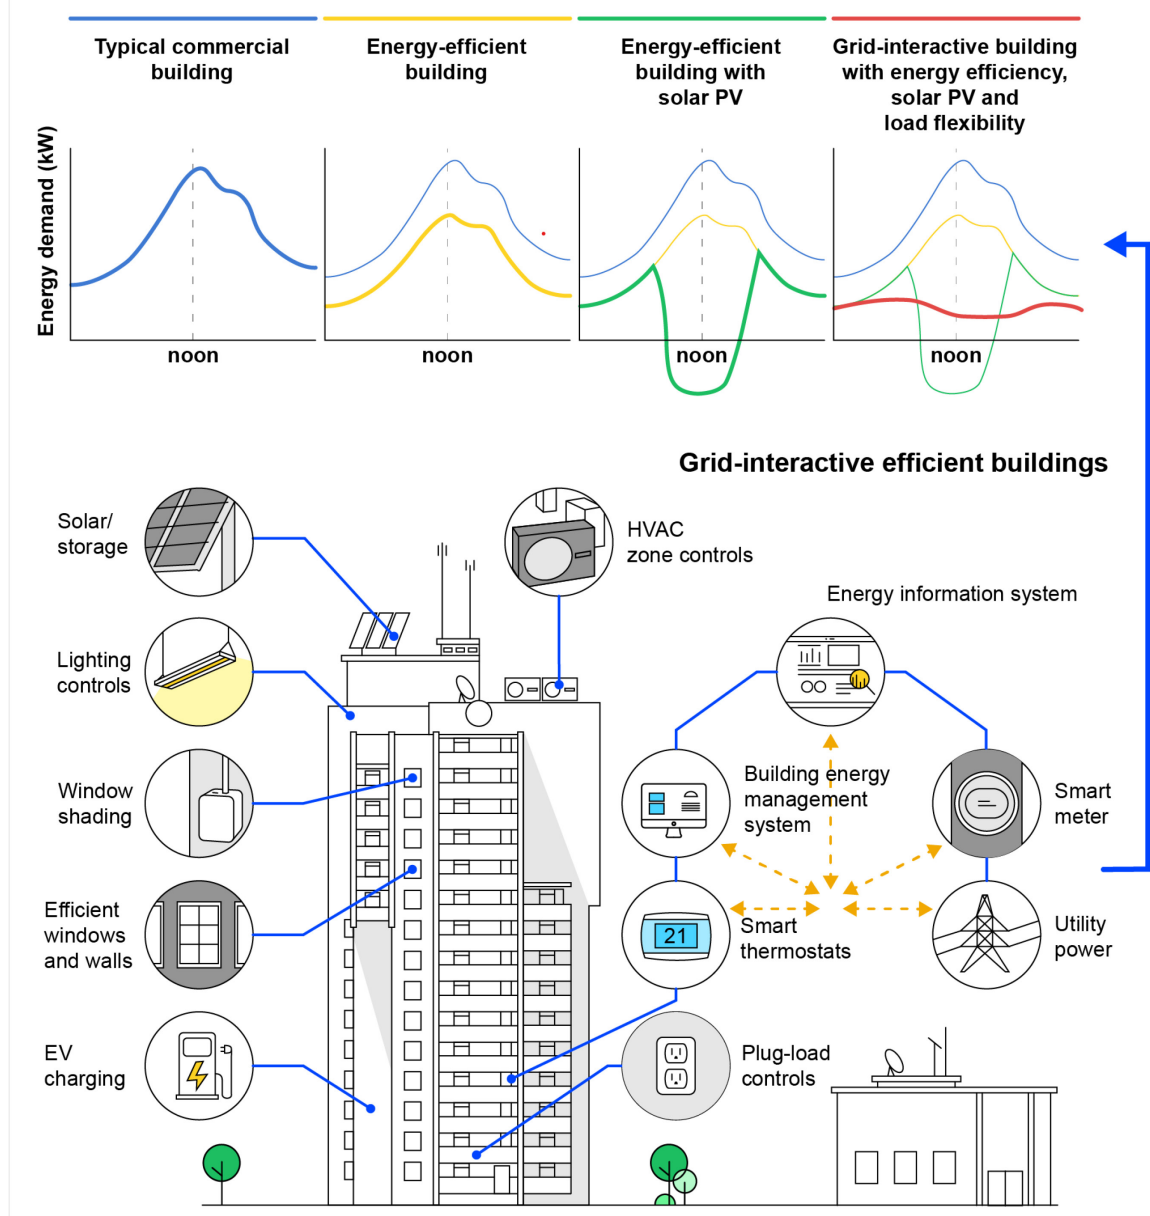 Typical commercial
building
Energy-efficient
building
Energy-efficient
building with
solar PV
Grid-interactive building
with energy efficiency,
solar PV and
load flexibility
Energy demand (kW)
noon
noon
noon
noon
Grid-interactive efficient buildings
Solar/
storage
HVAC
zone controls
Energy information system
Lighting
controls
Window
shading
Building energy
management
system
Smart
meter
Efficient
windows
and walls
21
Smart
thermostats
Utility
power
EV
charging
Plug-load
controls